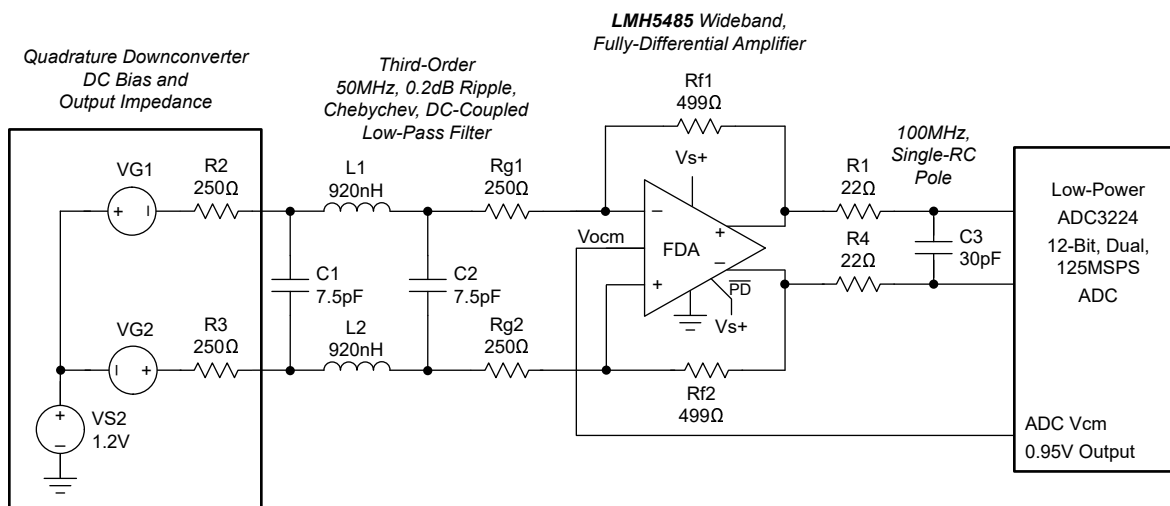 LMH5485 Wideband,
Fully-Differential Amplifier
Quadrature Downconverter
DC Bias and
Output Impedance
Third-Order
50MHz, 0.2dB Ripple,
Chebychev, DC-Coupled
Low-Pass Filter
Rf1
499Ω
100MHz,
Single-RC
Pole
VG1
+
–
R2
250Ω
L1
920nH
Rg1
250Ω
Vs+
R1
22Ω
Low-Power
ADC3224
12-Bit, Dual,
125MSPS
ADC
–
+
Vocm
FDA
–
+
PD
Vs+
R4
22Ω
C3
30pF
C1
7.5pF
C2
7.5pF
VG2
–
+
R3
250Ω
L2
920nH
Rg2
250Ω
Rf2
499Ω
+
–
VS2
1.2V
ADC Vcm
0.95V Output